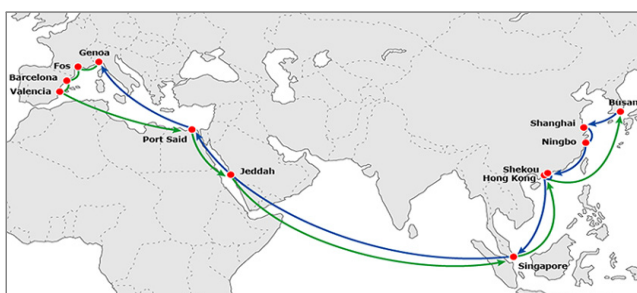 Genoa
Fos
Barcelona
Valencia
Port Said
Jeddah
Busan
Shanghai
Ningbo
Shekou
Hong Kong
Singapore